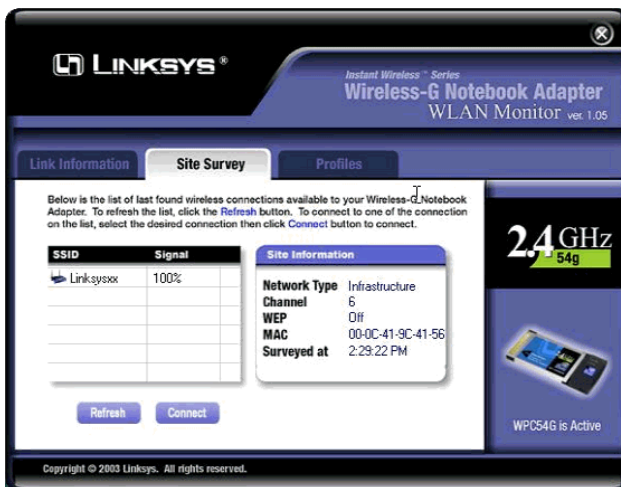 LINKSYS®
Instant Wireless™ Series
Wireless-G Notebook Adapter
WLAN Monitor ver. 1.05
Link Information
Site Survey
Profiles
Below is the list of last found wireless connections available to your Wireless-G Notebook
Adapter. To refresh the list, click the Refresh button. To connect to one of the connection
on the list, select the desired connection then click Connect button to connect.
SSID Signal
Linksysxx 100%
Site Information
Network Type Infrastructure
Channel 6
WEP Off
MAC 00-0C-41-9C-41-56
Surveyed at 2:29:22 PM
2.4GHz
54g
Refresh
Connect
WPC54G is Active
Copyright © 2003 Linksys. All rights reserved.